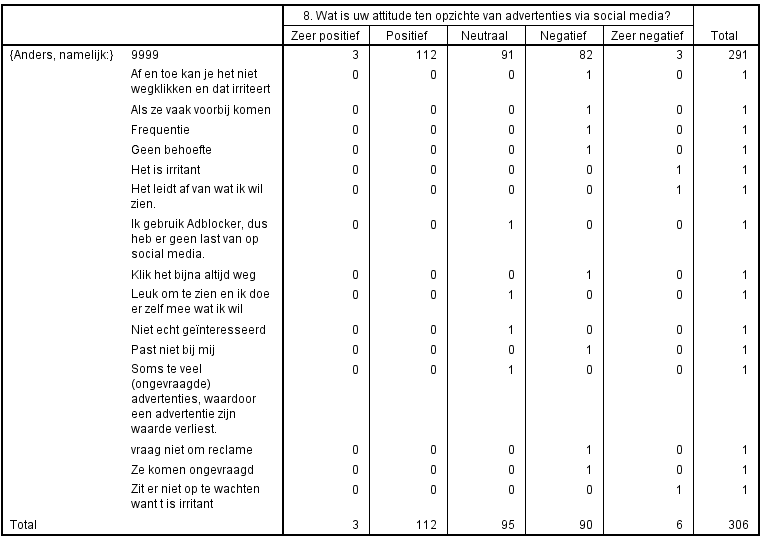 8. Wat is uw attitude ten opzichte van advertenties via social media?
Zeer positief Positief Neutraal Negatief Zeer negatief Total
{Anders, namelijk:} 9999 3 112 91 82 3 291
Af en toe kan je het niet
wegklikken en dat irriteert 0 0 0 1 0 1
Als ze vaak voorbij komen 0 0 0 1 0 1
Frequentie 0 0 0 1 0 1
Geen behoefte 0 0 0 1 0 1
Het is irritant 0 0 0 0 1 1
Het leidt af van wat ik wil
zien. 0 0 0 0 1 1
Ik gebruik Adblocker, dus
heb er geen last van op
social media. 0 0 1 0 0 1
Klik het bijna altijd weg 0 0 0 1 0 1
Leuk om te zien en ik doe
er zelf mee wat ik wil 0 0 1 0 0 1
Niet echt geïnteresseerd 0 0 1 0 0 1
Past niet bij mij 0 0 0 1 0 1
Soms te veel
(ongevraagde)
advertenties, waardoor
een advertentie zijn
waarde verliest. 0 0 1 0 0 1
vraag niet om reclame 0 0 0 1 0 1
Ze komen ongevraagd 0 0 0 1 0 1
Zit er niet op te wachten
want t is irritant 0 0 0 0 1 1
Total 3 112 95 90 6 306